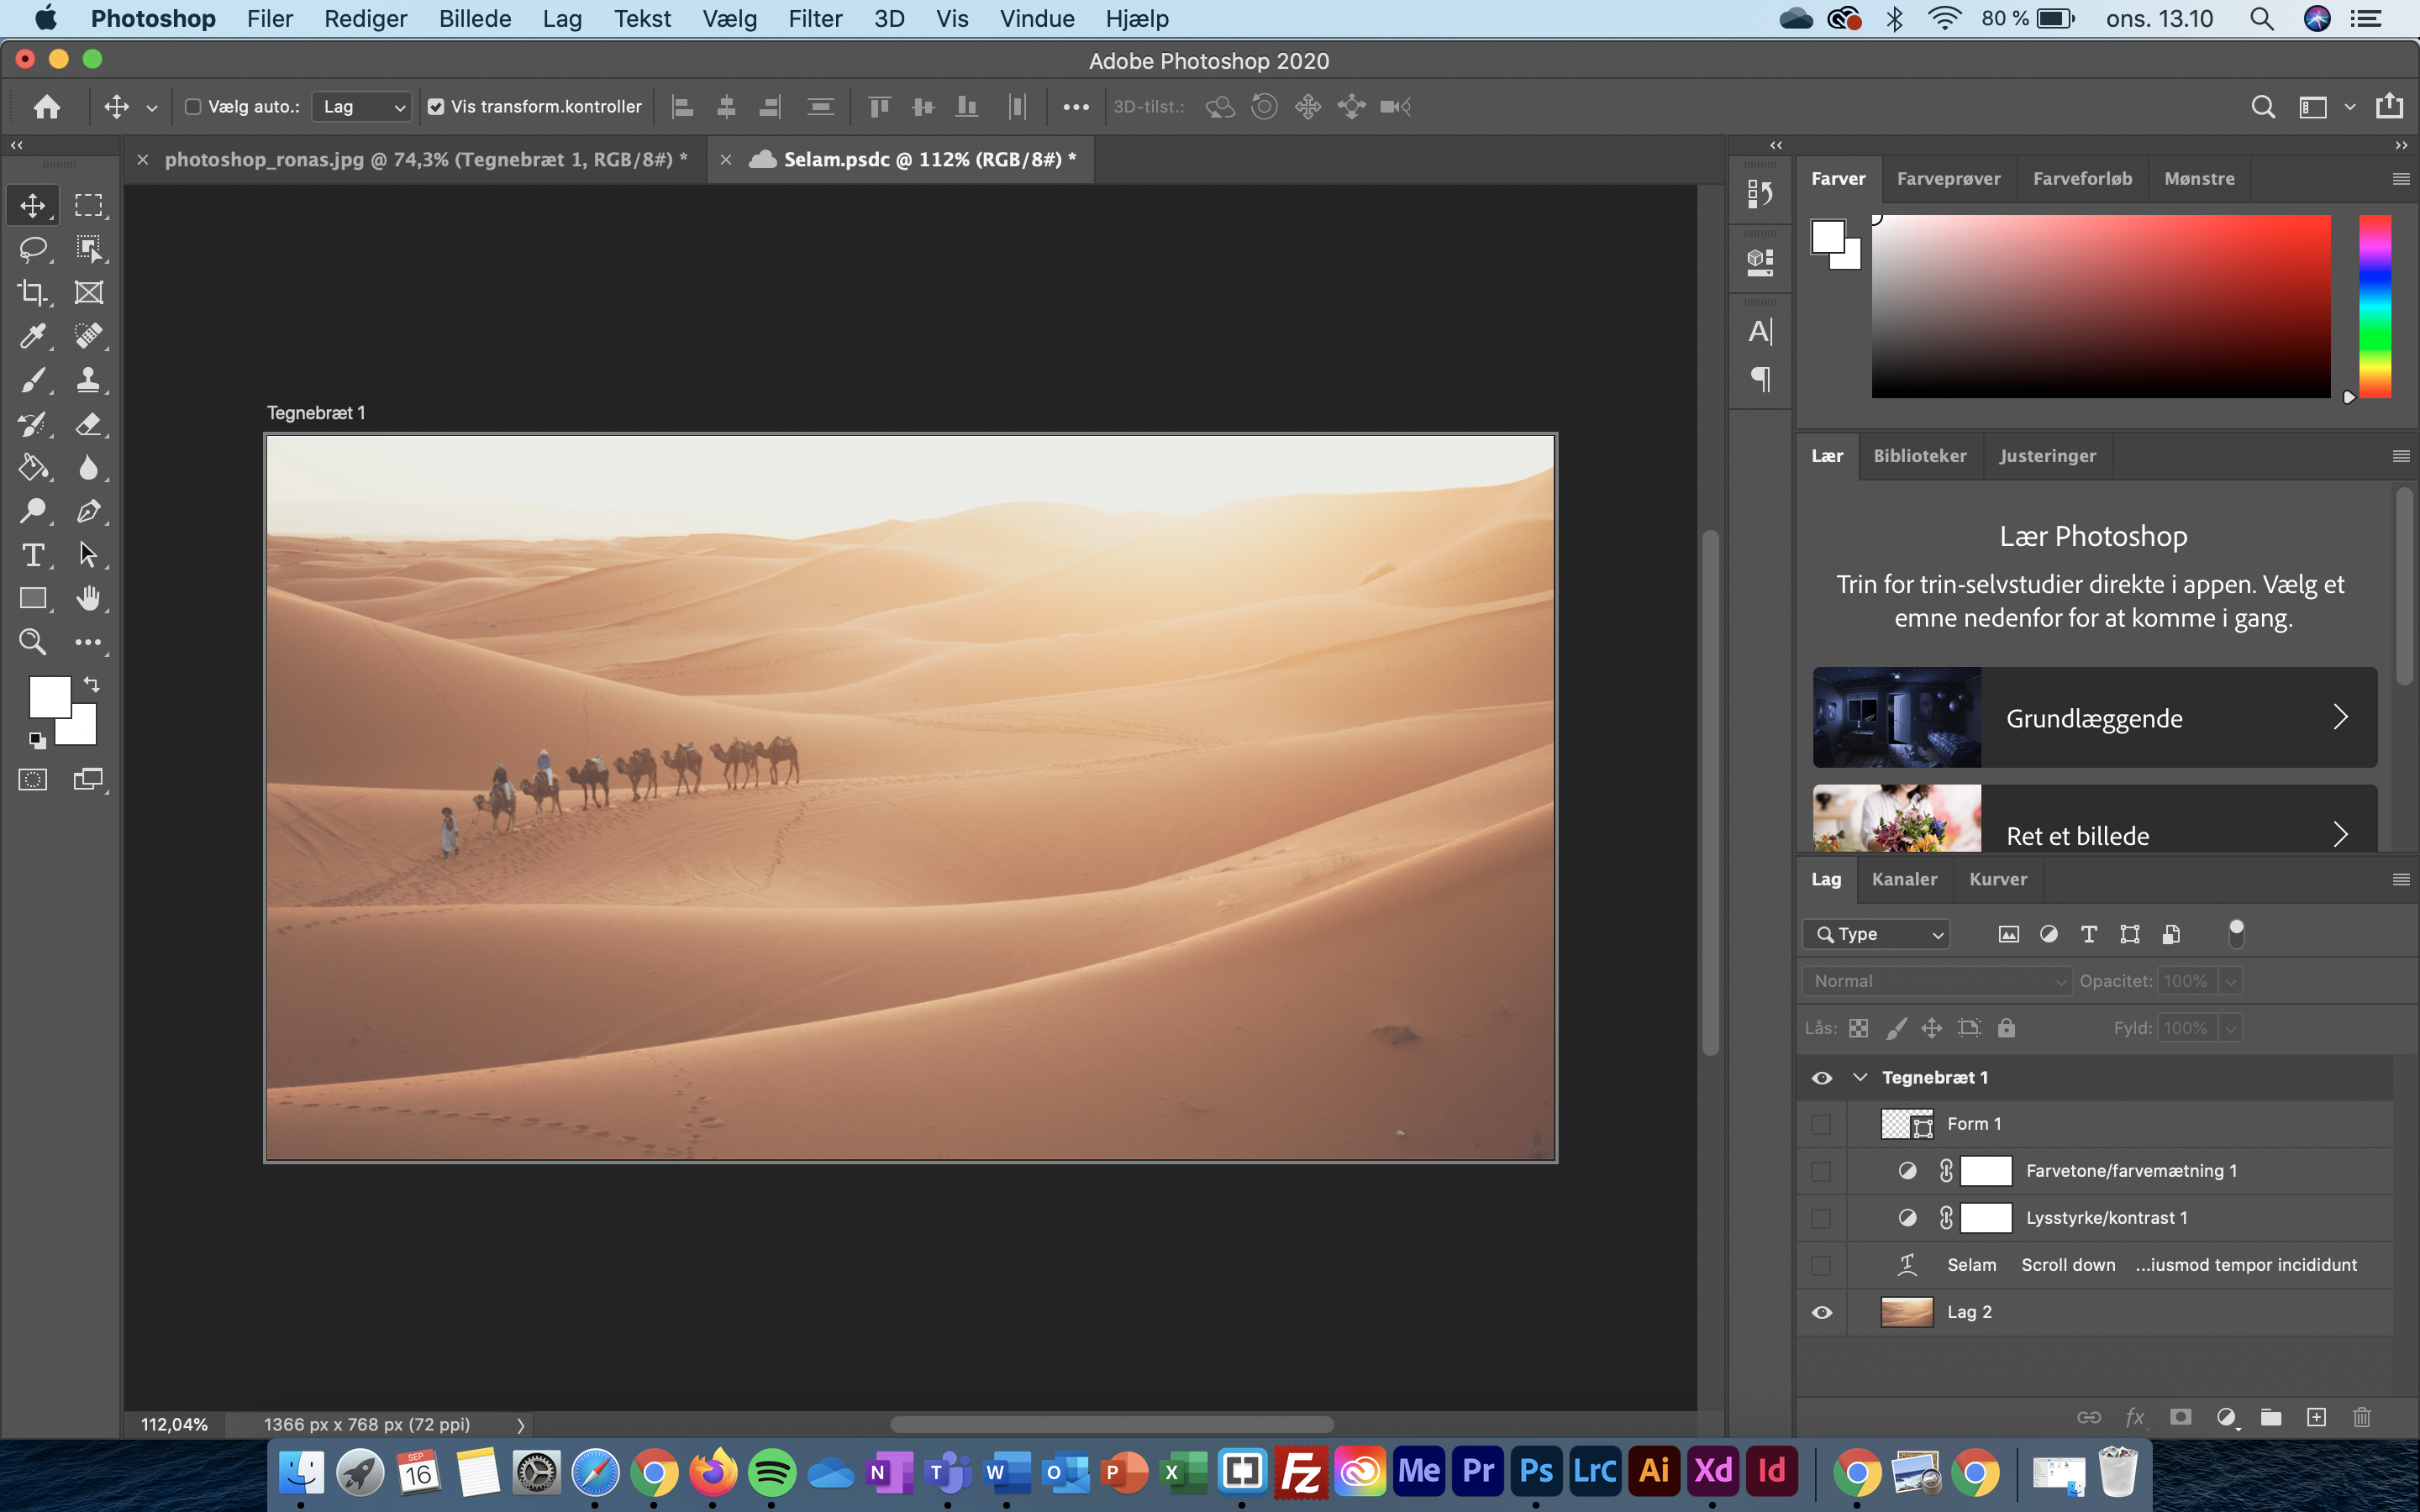 Photoshop Filer Rediger Billede Lag Tekst Vælg Filter 3D Vis Vindue Hjælp 80 % ons. 13.10
Adobe Photoshop 2020
Vælg auto.: Lag Vis transform.kontroller 3D-tilst.:
photoshop_ronas.jpg @ 74,3% (Tegnebræt 1, RGB/8#) * Selam.psdc @ 112% (RGB/8#) *
Farver Farveprøver Farveforløb Mønstre
A
Tegnebræt 1
Lær Biblioteker Justeringer
Lær Photoshop
Trin for trin-selvstudier direkte i appen. Vælg et
emne nedenfor for at komme i gang.
Grundlæggende
Ret et billede
Lag Kanaler Kurver
Type
Normal Opacitet: 100%
Lås: Fyld: 100%
Tegnebræt 1
Form 1
Farvetone/farvemætning 1
Lysstyrke/kontrast 1
Selam Scroll down ...iusmod tempor incididunt
Lag 2
fx
112,04% 1366 px x 768 px (72 ppi)
SEP
16
N T W O P X Fz Me Pr Ps LrC Ai Xd Id